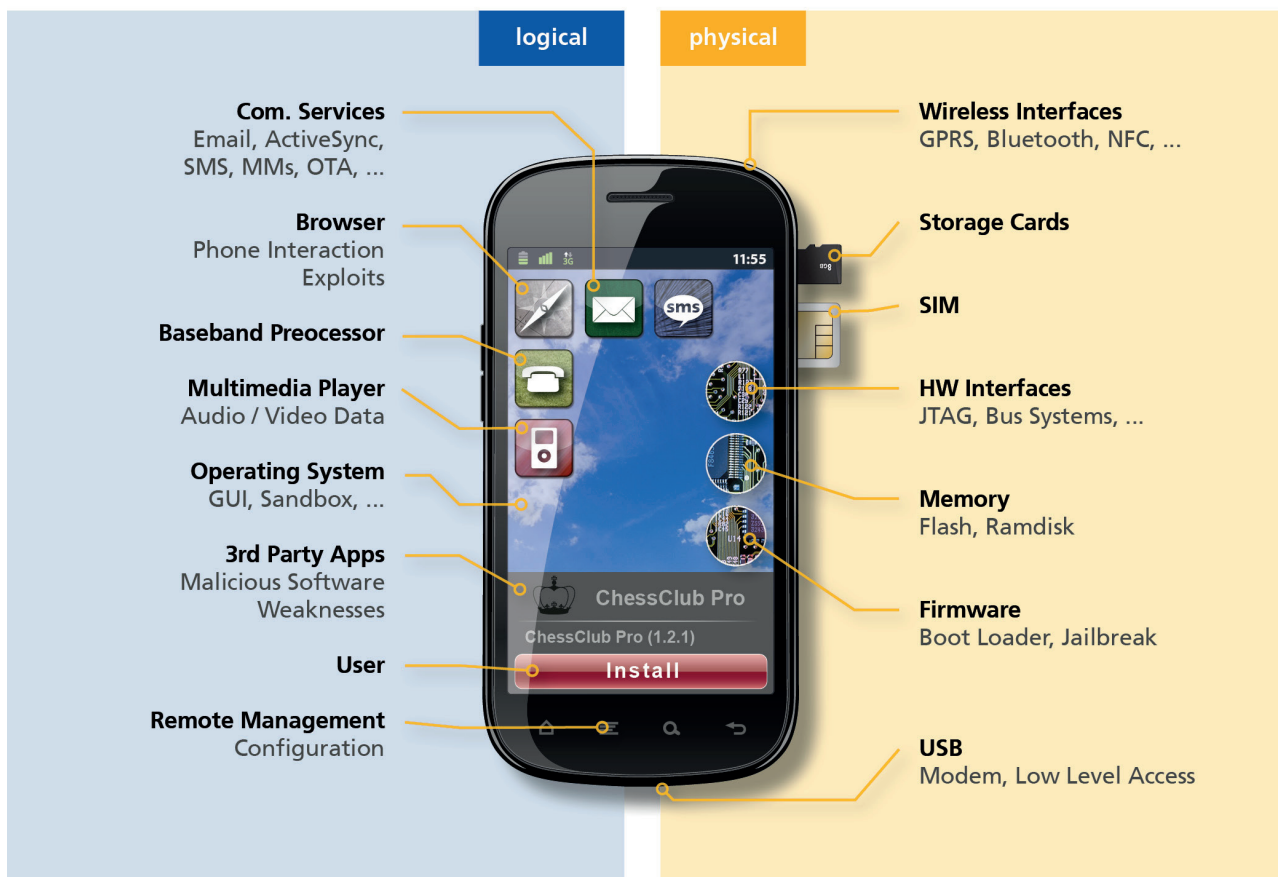 logical
physical
Com. Services
Email, ActiveSync,
SMS, MMs, OTA, ...
Browser
Phone Interaction
Exploits
Baseband Preocessor
Multimedia Player
Audio / Video Data
Operating System
GUI, Sandbox, ...
3rd Party Apps
Malicious Software
Weaknesses
User
Remote Management
Configuration
3G
11:55
sms
8GB
ChessClub Pro
ChessClub Pro (1.2.1)
Install
Wireless Interfaces
GPRS, Bluetooth, NFC, ...
Storage Cards
SIM
HW Interfaces
JTAG, Bus Systems, ...
Memory
Flash, Ramdisk
U14
Firmware
Boot Loader, Jailbreak
USB
Modem, Low Level Access